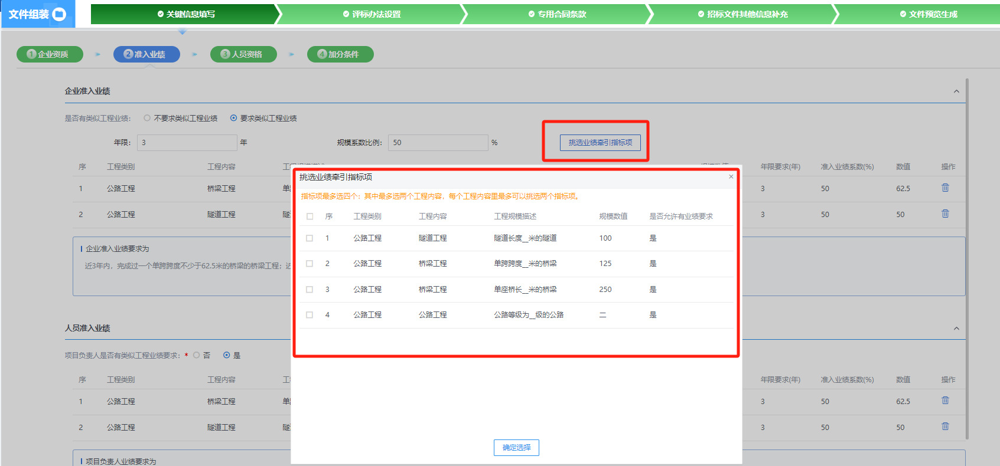 文件组装
关键信息填写
评标办法设置
专用合同条款
招标文件其他信息补充
文件预览生成
1 企业资质
2 准入业绩
3 人员资格
4 加分条件
企业准入业绩
是否有类似工程业绩： 不要求类似工程业绩 要求类似工程业绩
年限： 3 年 规模系数比例： 50 % 挑选业绩牵引指标项
序 工程类别 工程内容 年限要求(年) 准入业绩系数(%) 数值 操作
1 公路工程 桥梁工程 单 3 50 62.5
2 公路工程 隧道工程 隧 3 50 50
企业准入业绩要求为
近3年内，完成过一个单跨跨度不少于62.5米的桥梁的桥梁工程；近
挑选业绩牵引指标项 ×
指标项最多选四个：其中最多选两个工程内容，每个工程内容里最多可以挑选两个指标项。
序 工程类别 工程内容 工程规模描述 规模数值 是否允许有业绩要求
1 公路工程 隧道工程 隧道长度__米的隧道 100 是
2 公路工程 桥梁工程 单跨跨度__米的桥梁 125 是
3 公路工程 桥梁工程 单座桥长__米的桥梁 250 是
4 公路工程 公路工程 公路等级为__级的公路 二 是
确定选择
人员准入业绩
项目负责人是否有类似工程业绩要求： * 否 是
序 工程类别 工程内容 工 年限要求(年) 准入业绩系数(%) 数值 操作
1 公路工程 桥梁工程 单 3 50 62.5
2 公路工程 隧道工程 隧 3 50 50
项目负责人业绩要求为